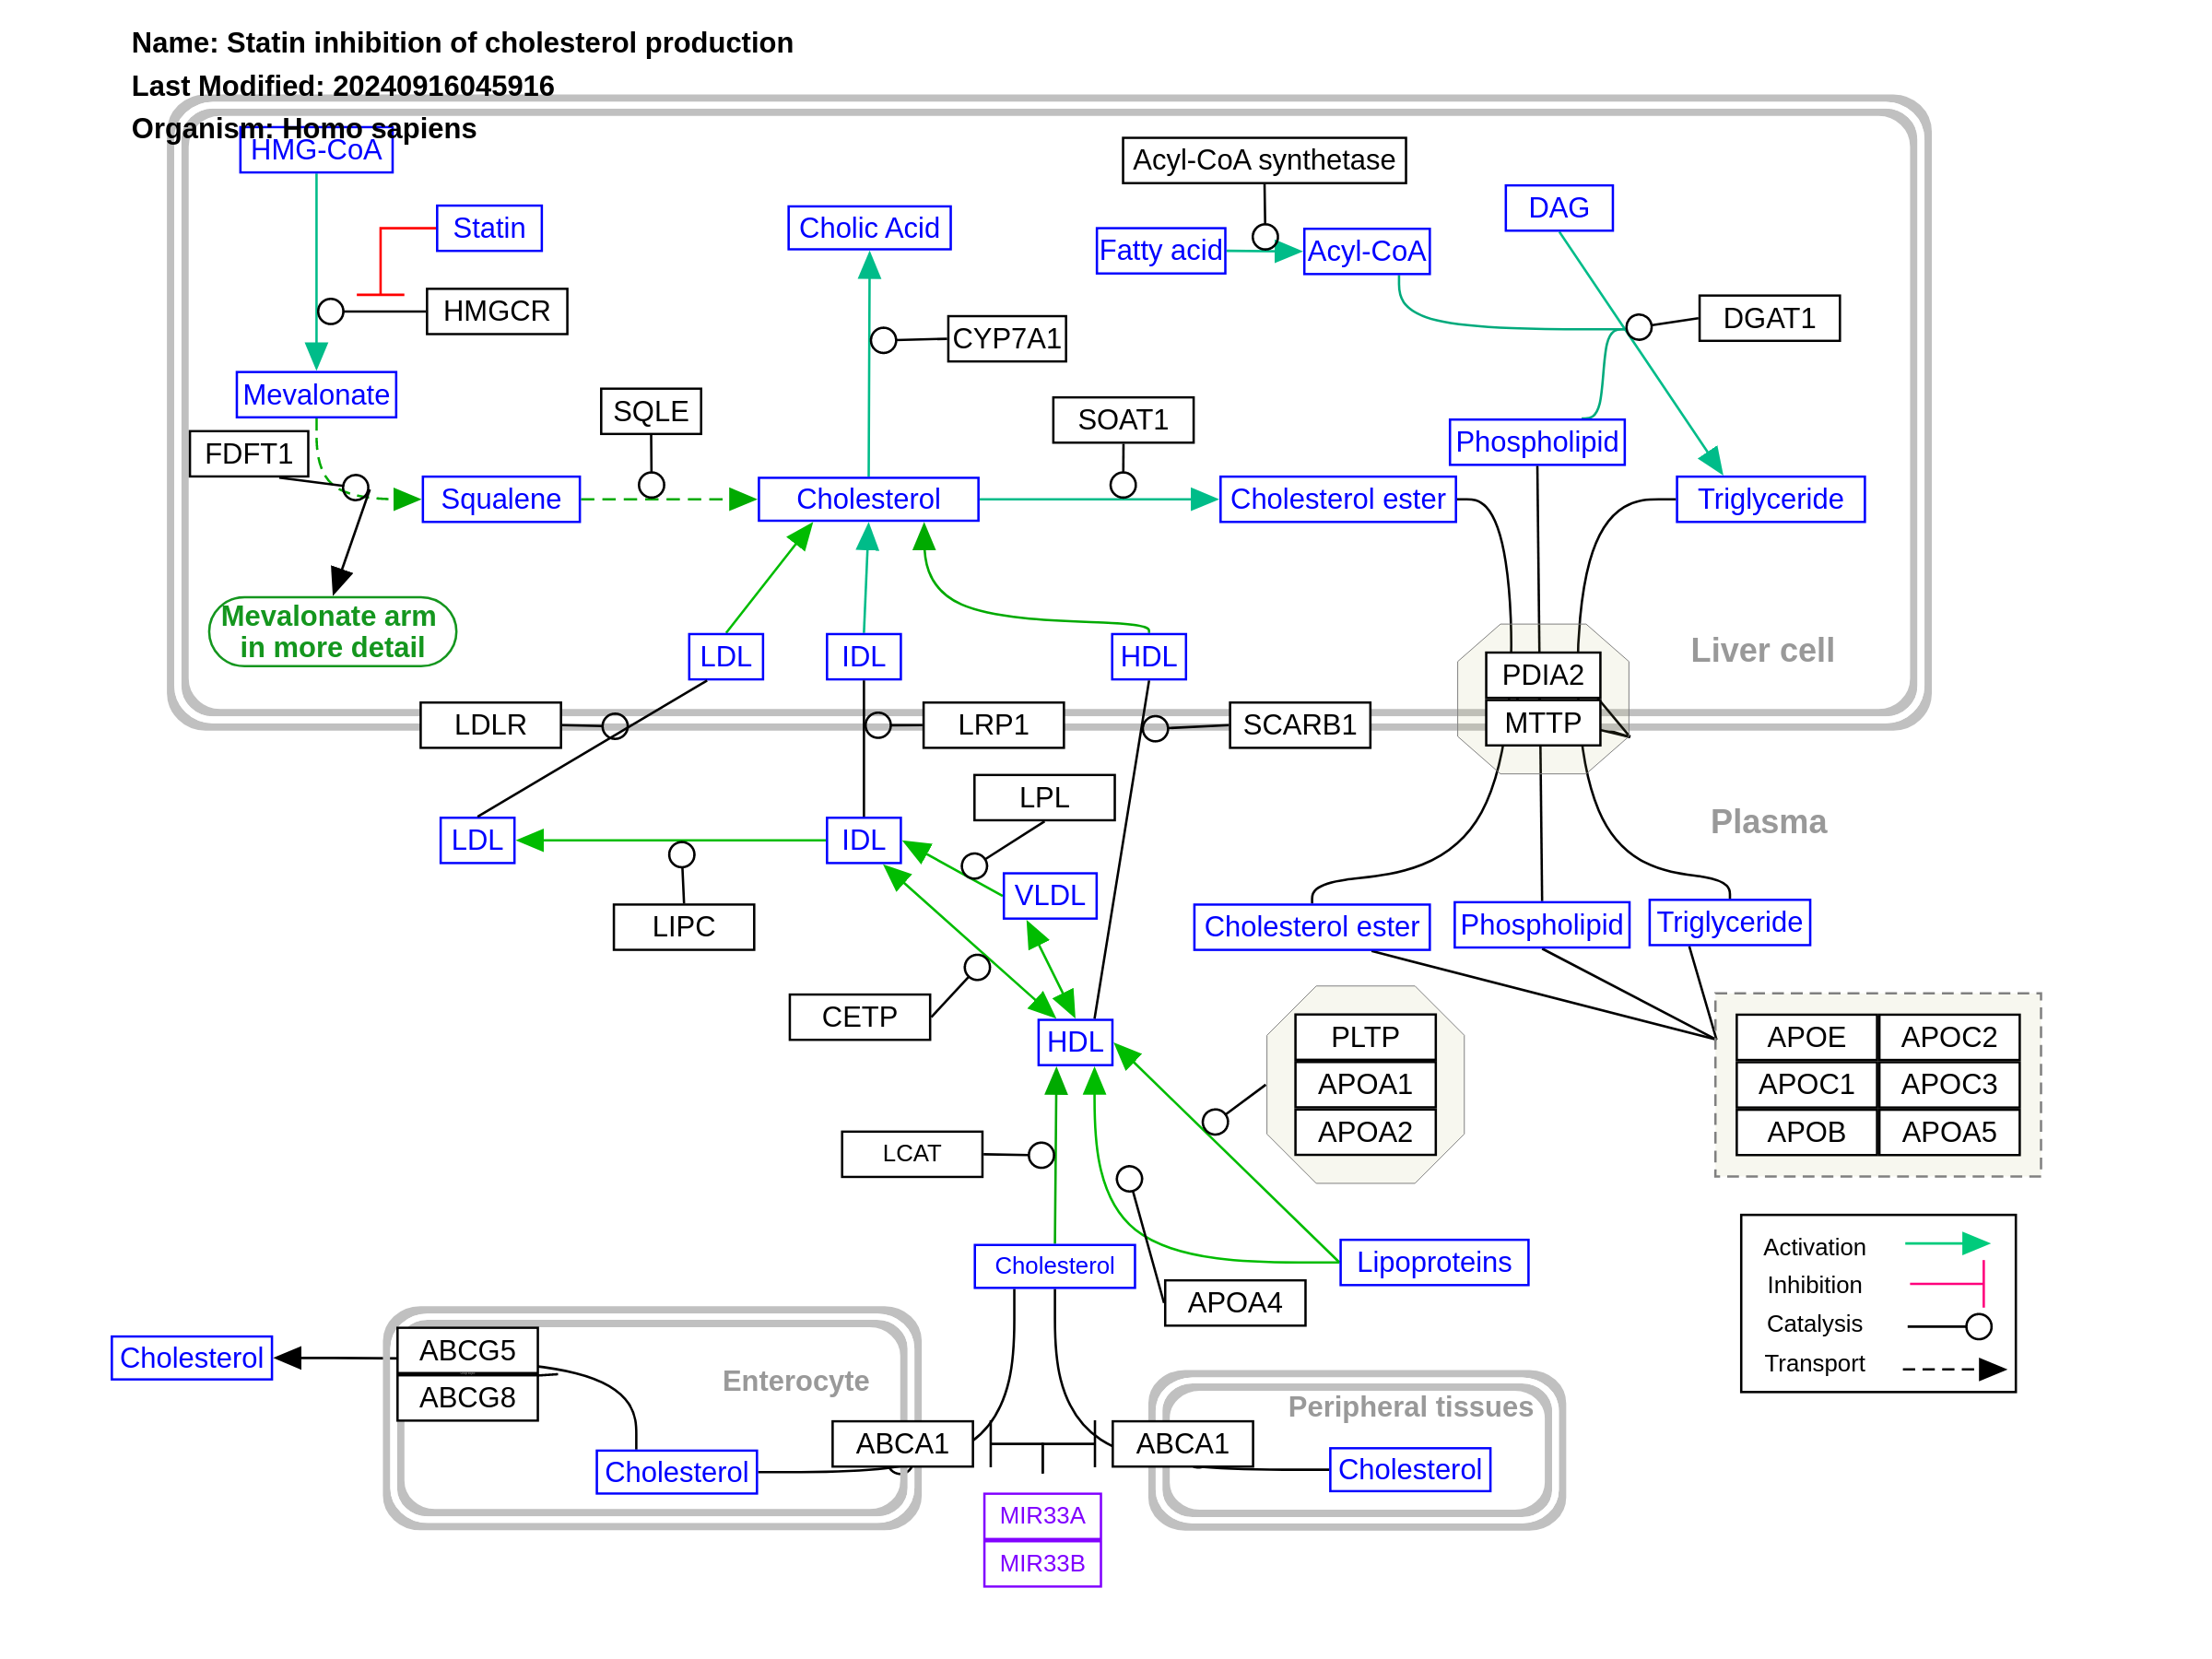 Name: Statin inhibition of cholesterol production
Last Modified: 20240916045916
Organism: Homo sapiens
HMG-CoA
Acyl-CoA synthetase
DAG
Statin
Cholic Acid
Fatty acid
Acyl-CoA
HMGCR
CYP7A1
DGAT1
Mevalonate
SQLE
SOAT1
Phospholipid
FDFT1
Squalene
Cholesterol
Cholesterol ester
Triglyceride
Mevalonate arm
in more detail
LDL
IDL
HDL
Liver cell
PDIA2
MTTP
LDLR
LRP1
SCARB1
LPL
Plasma
LDL
IDL
VLDL
LIPC
Cholesterol ester
Phospholipid
Triglyceride
CETP
HDL
PLTP
APOA1
APOA2
APOE
APOC2
APOC1
APOC3
APOB
APOA5
LCAT
Cholesterol
Lipoproteins
APOA4
Activation
Inhibition
Catalysis
Transport
Cholesterol
ABCG5
ABCG8
Enterocyte
Peripheral tissues
ABCA1
ABCA1
Cholesterol
Cholesterol
MIR33A
MIR33B